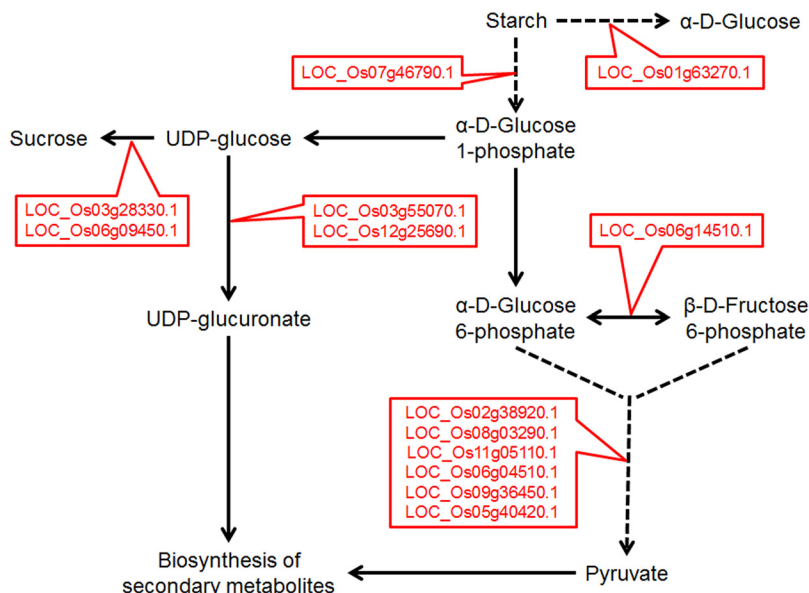 Starch
α-D-Glucose
LOC_Os07g46790.1
LOC_Os01g63270.1
Sucrose
UDP-glucose
α-D-Glucose
1-phosphate
LOC_Os03g28330.1
LOC_Os06g09450.1
LOC_Os03g55070.1
LOC_Os12g25690.1
LOC_Os06g14510.1
UDP-glucuronate
α-D-Glucose
6-phosphate
β-D-Fructose
6-phosphate
LOC_Os02g38920.1
LOC_Os08g03290.1
LOC_Os11g05110.1
LOC_Os06g04510.1
LOC_Os09g36450.1
LOC_Os05g40420.1
Biosynthesis of
secondary metabolites
Pyruvate